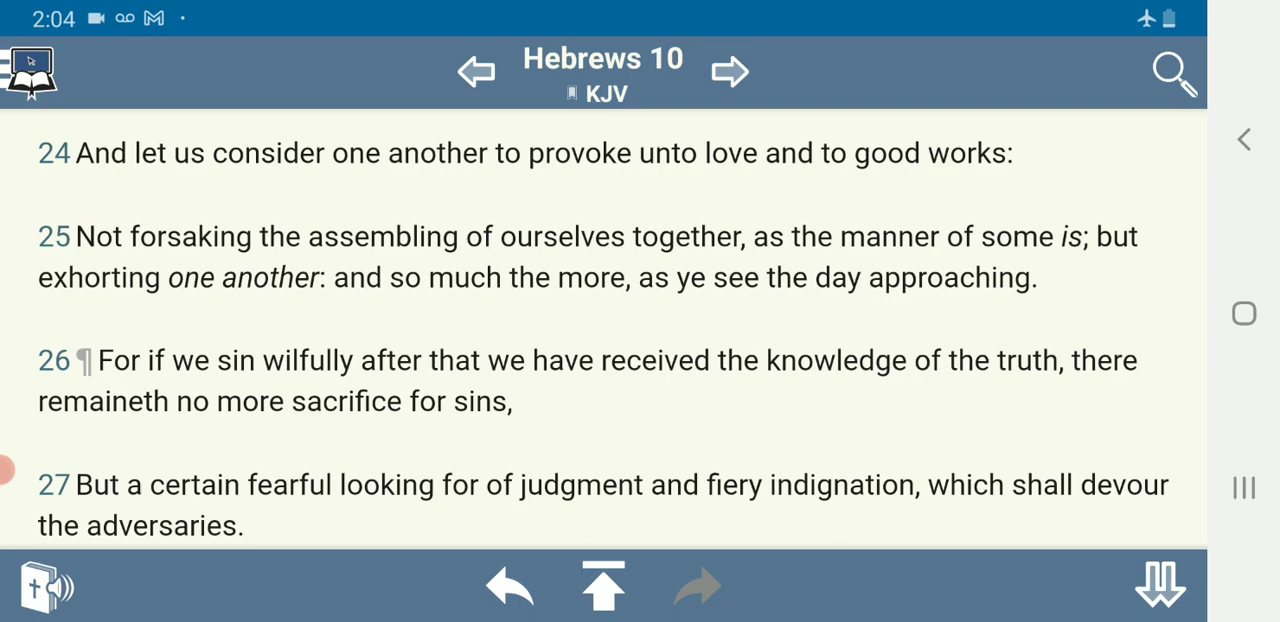 2:04
Hebrews 10
KJV
24 And let us consider one another to provoke unto love and to good works:
25 Not forsaking the assembling of ourselves together, as the manner of some is; but
exhorting one another: and so much the more, as ye see the day approaching.
26 ¶ For if we sin wilfully after that we have received the knowledge of the truth, there
remaineth no more sacrifice for sins,
27 But a certain fearful looking for of judgment and fiery indignation, which shall devour
the adversaries.